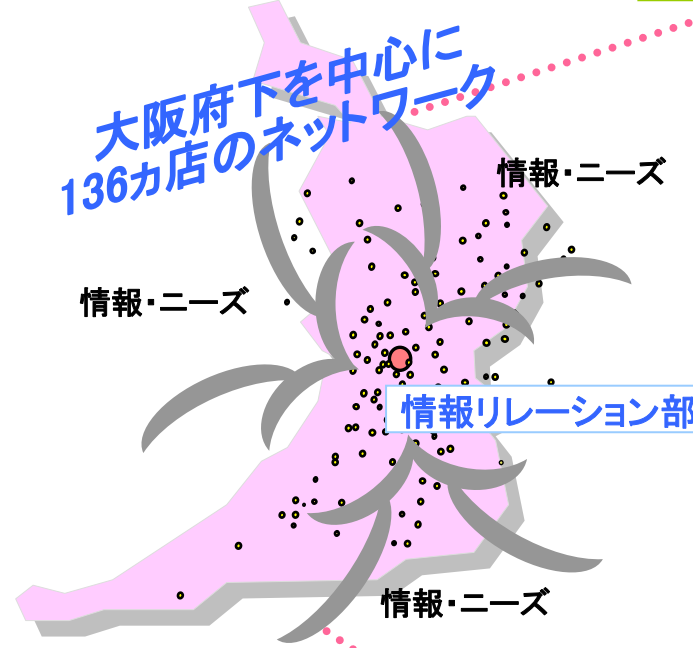 大阪府下を中心に
136ヵ店のネットワーク
情報・ニーズ
情報・ニーズ
情報リレーション部
情報・ニーズ